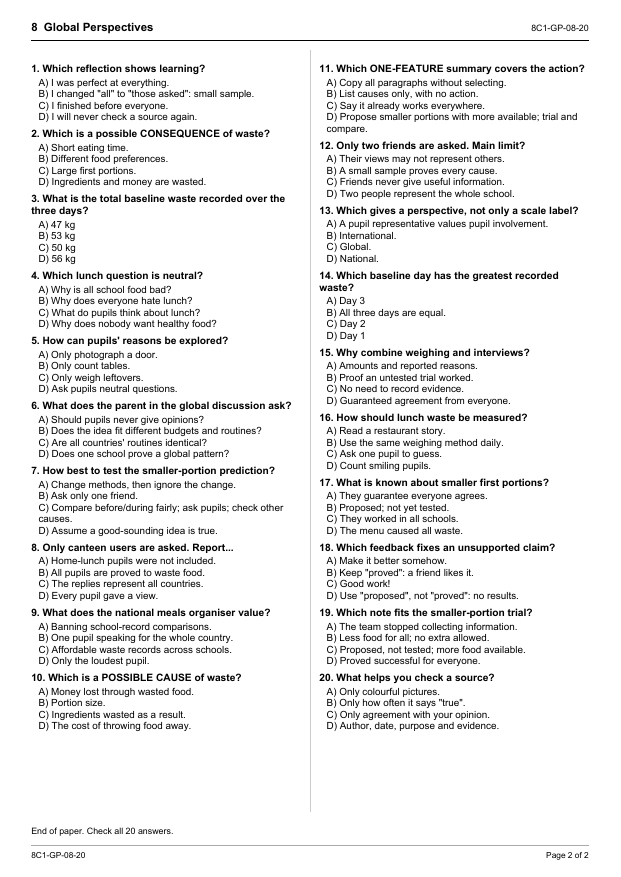 8 Global Perspectives
8C1-GP-08-20
1. Which reflection shows learning?
A) I was perfect at everything.
B) I changed "all" to "those asked": small sample.
C) I finished before everyone.
D) I will never check a source again.
2. Which is a possible CONSEQUENCE of waste?
A) Short eating time.
B) Different food preferences.
C) Large first portions.
D) Ingredients and money are wasted.
3. What is the total baseline waste recorded over the
three days?
A) 47 kg
B) 53 kg
C) 50 kg
D) 56 kg
4. Which lunch question is neutral?
A) Why is all school food bad?
B) Why does everyone hate lunch?
C) What do pupils think about lunch?
D) Why does nobody want healthy food?
5. How can pupils' reasons be explored?
A) Only photograph a door.
B) Only count tables.
C) Only weigh leftovers.
D) Ask pupils neutral questions.
6. What does the parent in the global discussion ask?
A) Should pupils never give opinions?
B) Does the idea fit different budgets and routines?
C) Are all countries' routines identical?
D) Does one school prove a global pattern?
7. How best to test the smaller-portion prediction?
A) Change methods, then ignore the change.
B) Ask only one friend.
C) Compare before/during fairly; ask pupils; check other
causes.
D) Assume a good-sounding idea is true.
8. Only canteen users are asked. Report...
A) Home-lunch pupils were not included.
B) All pupils are proved to waste food.
C) The replies represent all countries.
D) Every pupil gave a view.
9. What does the national meals organiser value?
A) Banning school-record comparisons.
B) One pupil speaking for the whole country.
C) Affordable waste records across schools.
D) Only the loudest pupil.
10. Which is a POSSIBLE CAUSE of waste?
A) Money lost through wasted food.
B) Portion size.
C) Ingredients wasted as a result.
D) The cost of throwing food away.
11. Which ONE-FEATURE summary covers the action?
A) Copy all paragraphs without selecting.
B) List causes only, with no action.
C) Say it already works everywhere.
D) Propose smaller portions with more available; trial and
compare.
12. Only two friends are asked. Main limit?
A) Their views may not represent others.
B) A small sample proves every cause.
C) Friends never give useful information.
D) Two people represent the whole school.
13. Which gives a perspective, not only a scale label?
A) A pupil representative values pupil involvement.
B) International.
C) Global.
D) National.
14. Which baseline day has the greatest recorded
waste?
A) Day 3
B) All three days are equal.
C) Day 2
D) Day 1
15. Why combine weighing and interviews?
A) Amounts and reported reasons.
B) Proof an untested trial worked.
C) No need to record evidence.
D) Guaranteed agreement from everyone.
16. How should lunch waste be measured?
A) Read a restaurant story.
B) Use the same weighing method daily.
C) Ask one pupil to guess.
D) Count smiling pupils.
17. What is known about smaller first portions?
A) They guarantee everyone agrees.
B) Proposed; not yet tested.
C) They worked in all schools.
D) The menu caused all waste.
18. Which feedback fixes an unsupported claim?
A) Make it better somehow.
B) Keep "proved": a friend likes it.
C) Good work!
D) Use "proposed", not "proved": no results.
19. Which note fits the smaller-portion trial?
A) The team stopped collecting information.
B) Less food for all; no extra allowed.
C) Proposed, not tested; more food available.
D) Proved successful for everyone.
20. What helps you check a source?
A) Only colourful pictures.
B) Only how often it says "true".
C) Only agreement with your opinion.
D) Author, date, purpose and evidence.
End of paper. Check all 20 answers.
8C1-GP-08-20
Page 2 of 2